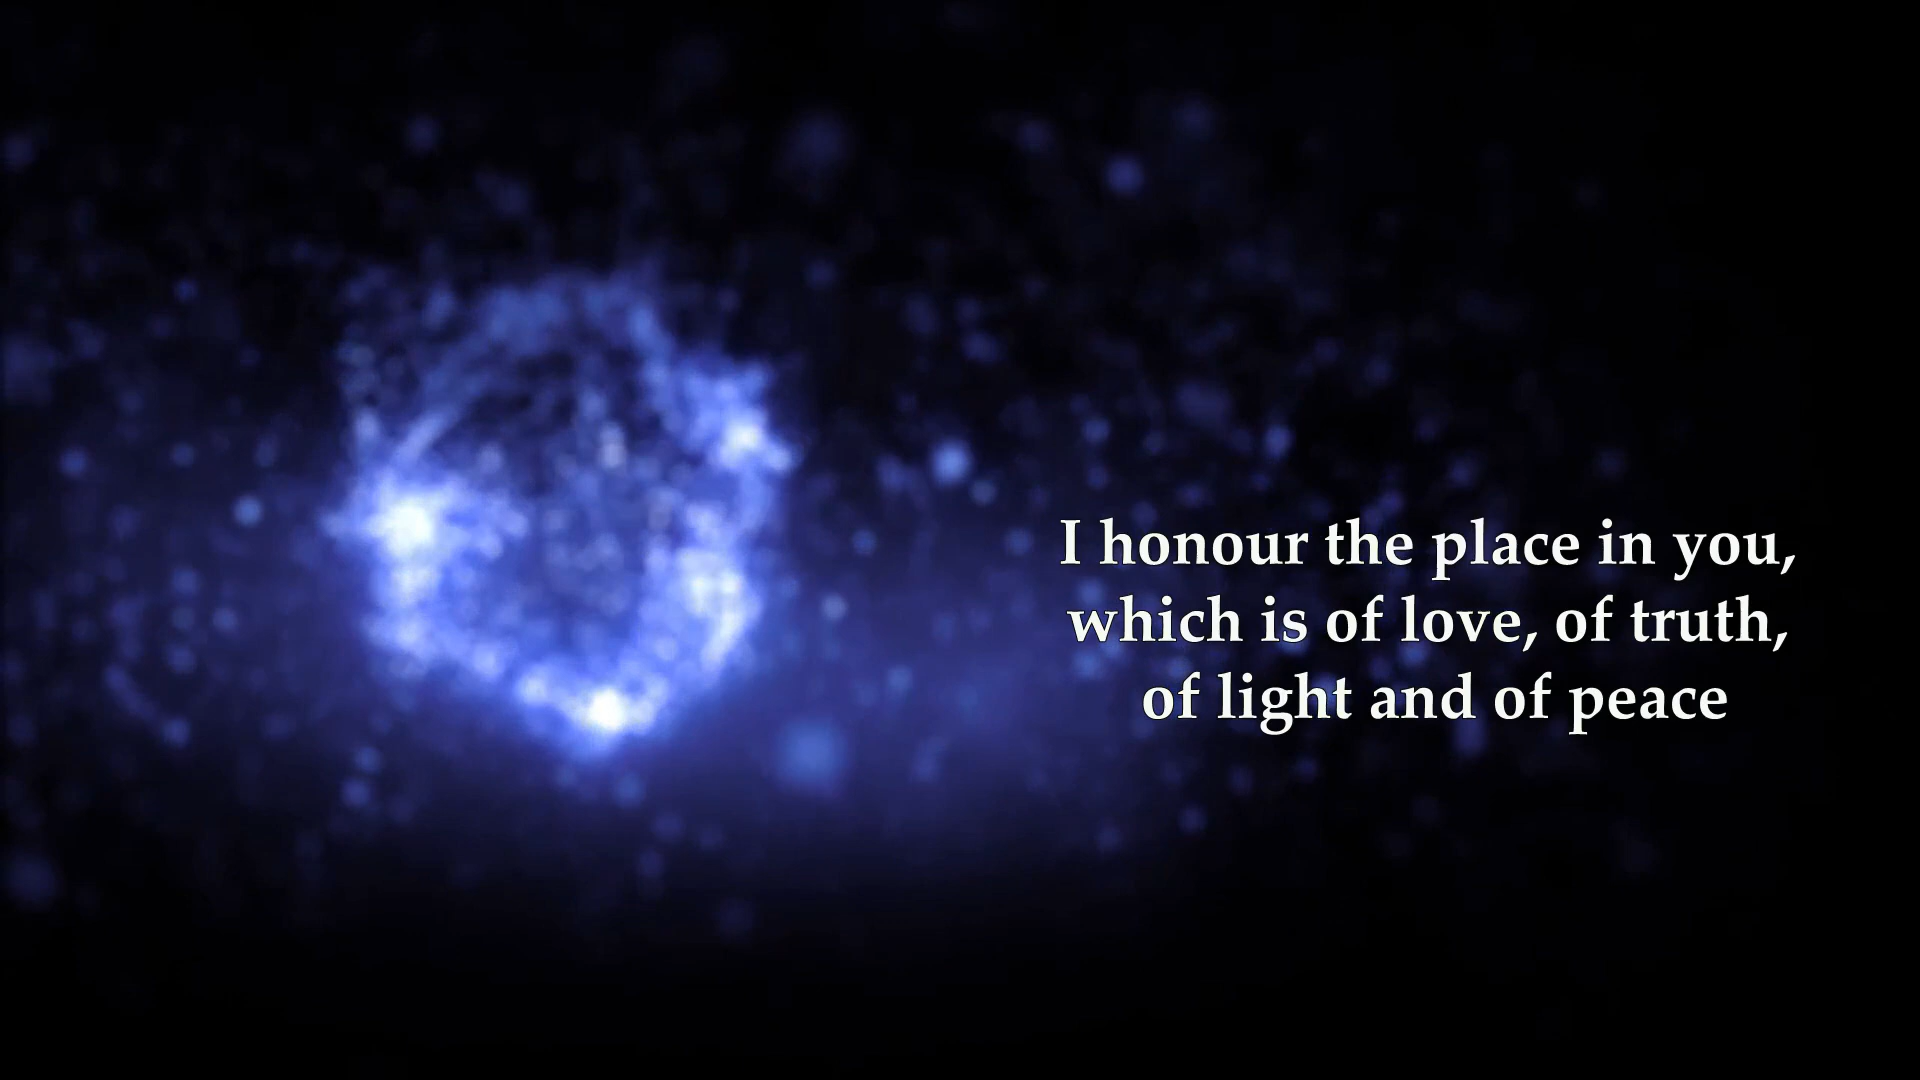 I honour the place in you,
which is of love, of truth,
of light and of peace